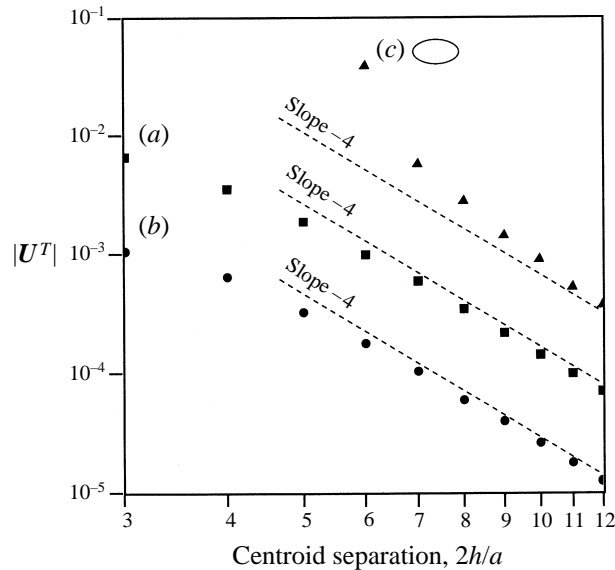 10⁻¹
(c)
Slope –4
10⁻²
(a)
Slope –4
(b)
|U^T|
10⁻³
Slope –4
10⁻⁴
10⁻⁵
3 4 5 6 7 8 9 10 11 12
Centroid separation, 2h/a